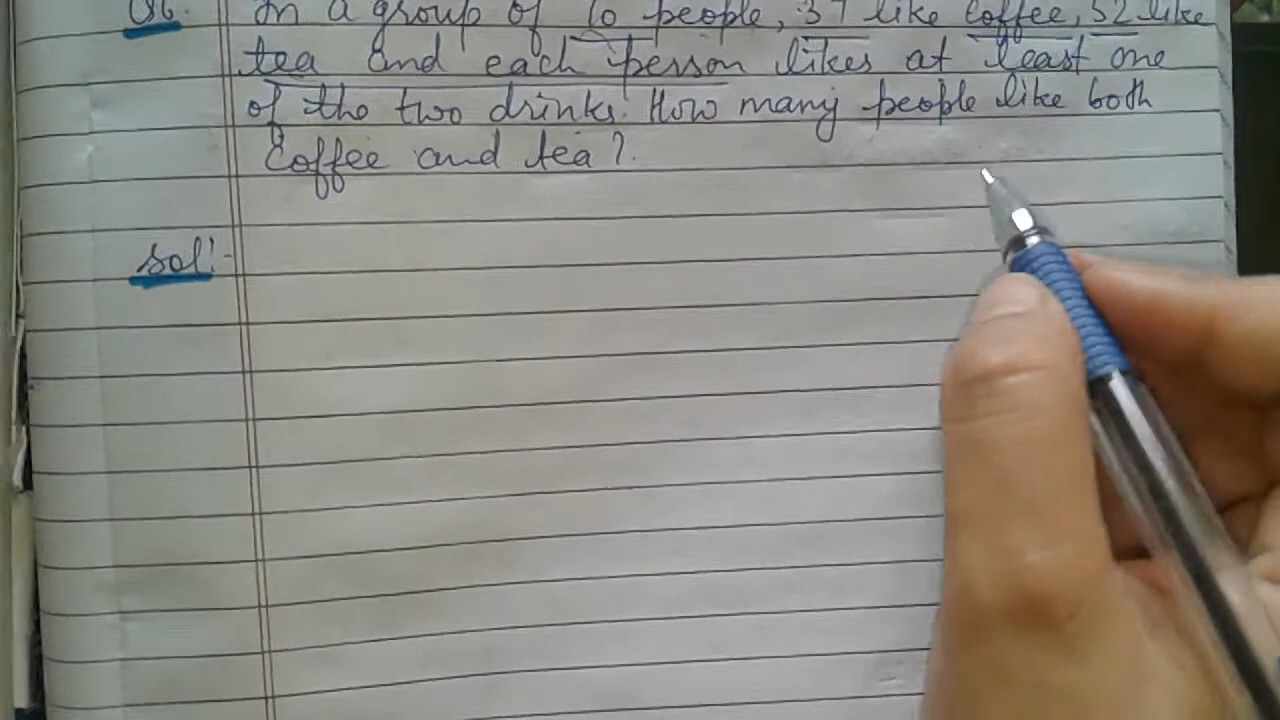 Q6. In a group of 70 people, 37 like coffee, 52 like
tea and each person likes at least one
of the two drinks. How many people like both
Coffee and tea?
sol:-